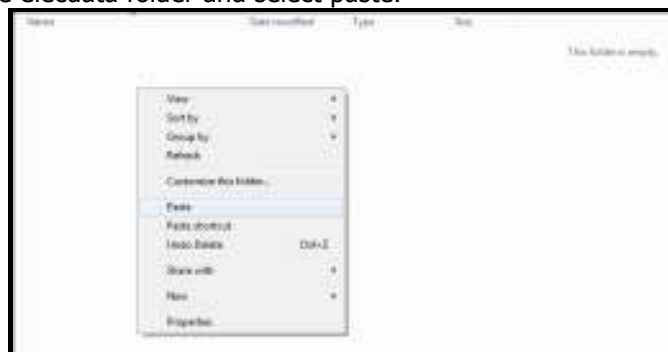 elecdata folder and select paste.
Name Date modified Type Size
This folder is empty.
View
Sort by
Group by
Refresh
Customize this folder...
Paste
Paste shortcut
Undo Delete Ctrl+Z
Share with
New
Properties